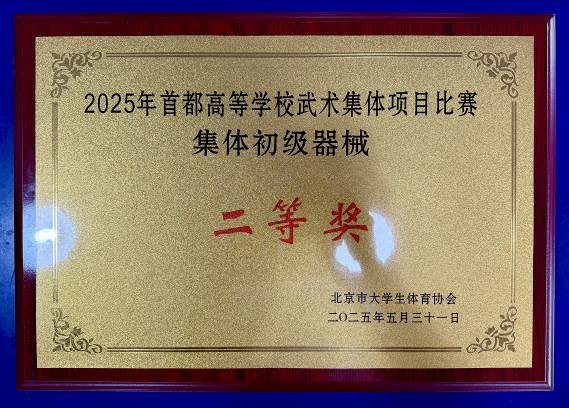 2025年首都高等学校武术集体项目比赛
集体初级器械
二等奖
北京市大学生体育协会
二〇二五年五月三十一日